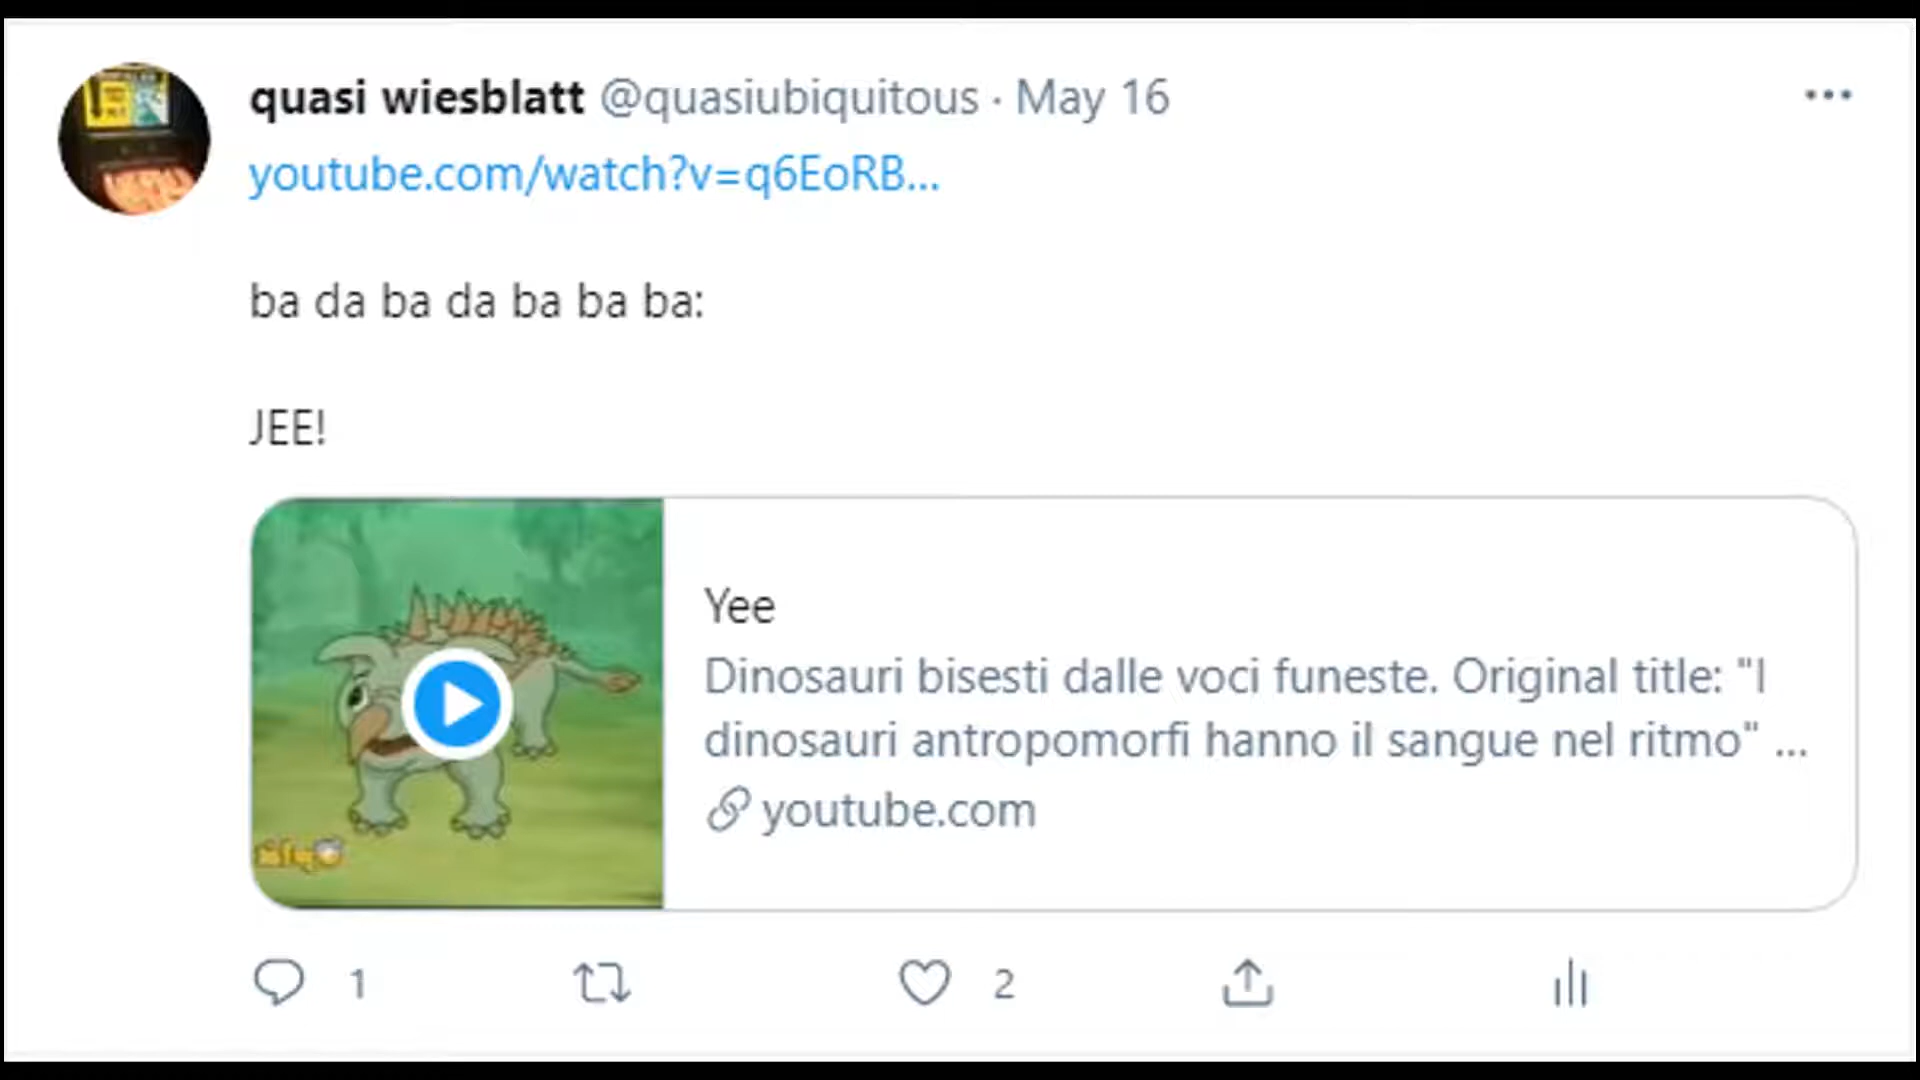 quasi wiesblatt @quasiubiquitous · May 16
youtube.com/watch?v=q6EoRB...
ba da ba da ba ba ba:
JEE!
Yee
Dinosauri bisesti dalle voci funeste. Original title: "I
dinosauri antropomorfi hanno il sangue nel ritmo" ...
youtube.com
1 2